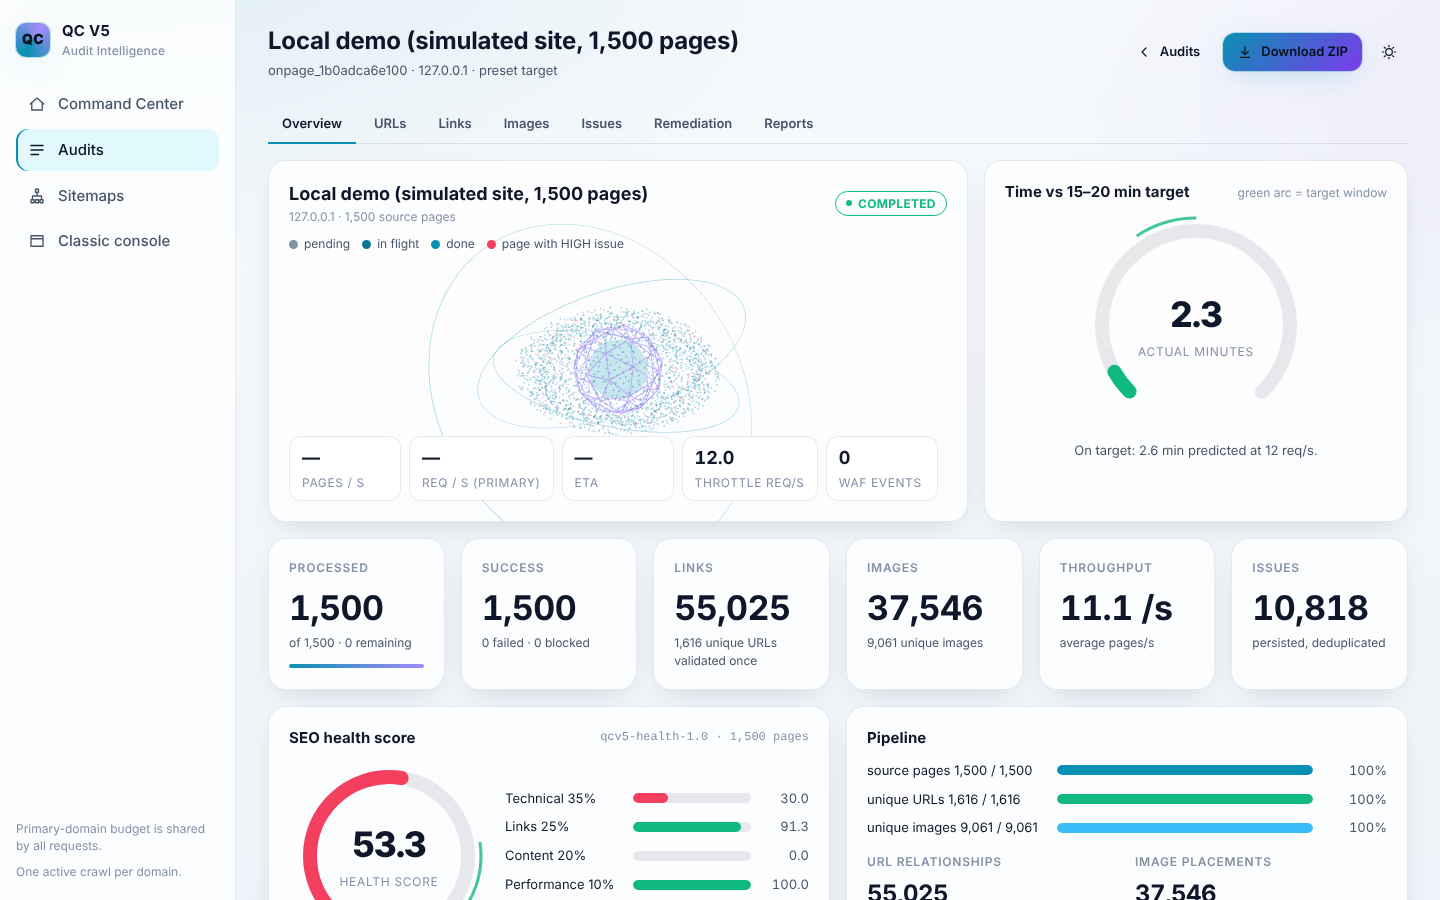 QC
QC V5
Audit Intelligence
Command Center
Audits
Sitemaps
Classic console
Primary-domain budget is shared
by all requests.
One active crawl per domain.
Local demo (simulated site, 1,500 pages)
onpage_1b0adca6e100 · 127.0.0.1 · preset target
Audits
Download ZIP
Overview
URLs
Links
Images
Issues
Remediation
Reports
Local demo (simulated site, 1,500 pages)
127.0.0.1 · 1,500 source pages
COMPLETED
pending
in flight
done
page with HIGH issue
—
PAGES / S
—
REQ / S (PRIMARY)
—
ETA
12.0
THROTTLE REQ/S
0
WAF EVENTS
Time vs 15–20 min target
green arc = target window
2.3
ACTUAL MINUTES
On target: 2.6 min predicted at 12 req/s.
PROCESSED
1,500
of 1,500 · 0 remaining
SUCCESS
1,500
0 failed · 0 blocked
LINKS
55,025
1,616 unique URLs
validated once
IMAGES
37,546
9,061 unique images
THROUGHPUT
11.1 /s
average pages/s
ISSUES
10,818
persisted, deduplicated
SEO health score
qcv5-health-1.0 · 1,500 pages
53.3
HEALTH SCORE
Technical 35% 30.0
Links 25% 91.3
Content 20% 0.0
Performance 10% 100.0
Pipeline
source pages 1,500 / 1,500 100%
unique URLs 1,616 / 1,616 100%
unique images 9,061 / 9,061 100%
URL RELATIONSHIPS
55,025
IMAGE PLACEMENTS
37,546